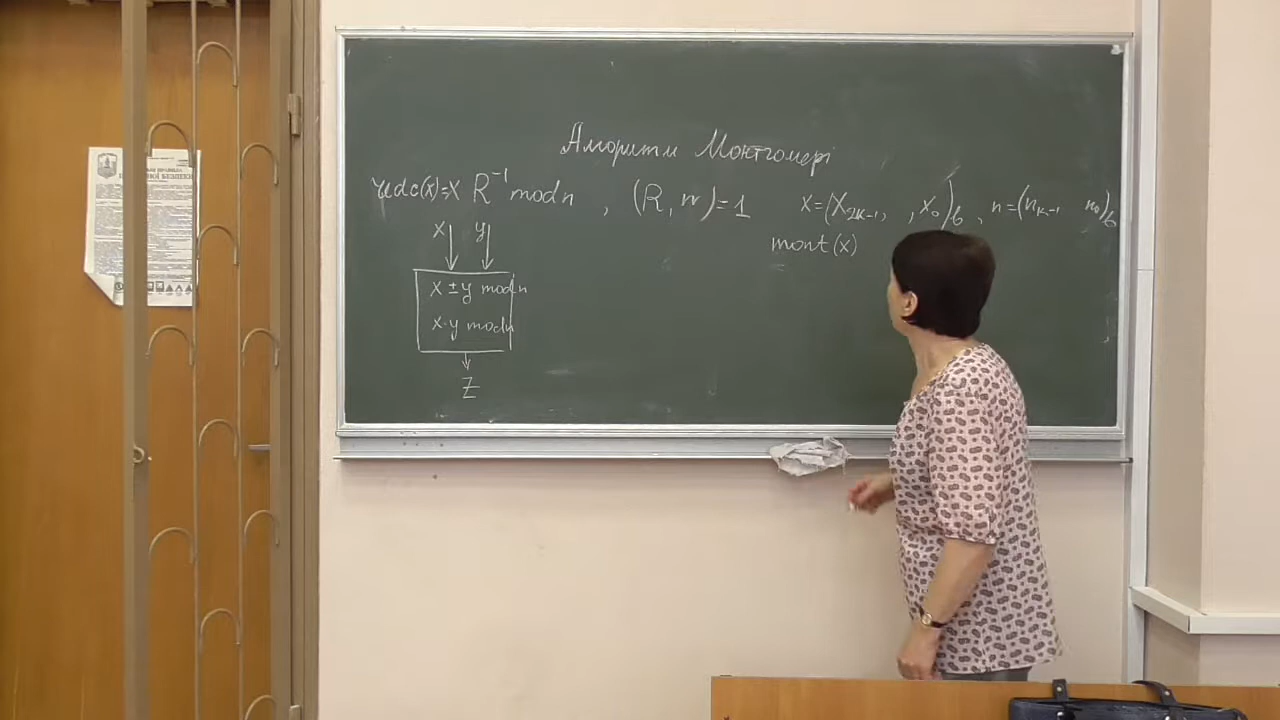 Алгоритм Монтгомері
redc(x)=x R⁻¹ mod n , (R, n)=1 x=(x₂ₖ₋₁, , x₀)b , n=(nₖ₋₁ n₀)b
mont(x)
x y
x ± y mod n
x·y mod n
z